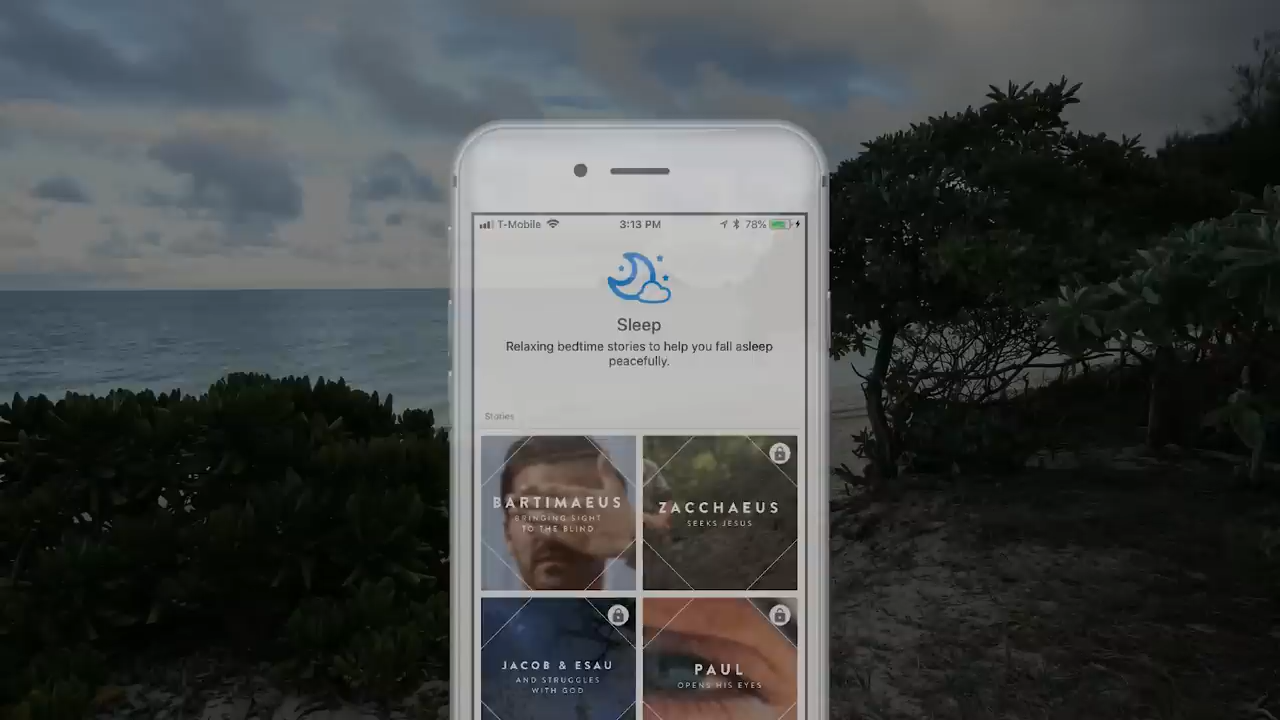 T-Mobile 3:13 PM 78%
Sleep
Relaxing bedtime stories to help you fall asleep
peacefully.
Stories
BARTIMAEUS
BRINGING SIGHT
TO THE BLIND
ZACCHAEUS
SEEKS JESUS
JACOB & ESAU
AND STRUGGLES
WITH GOD
PAUL
OPENS HIS EYES